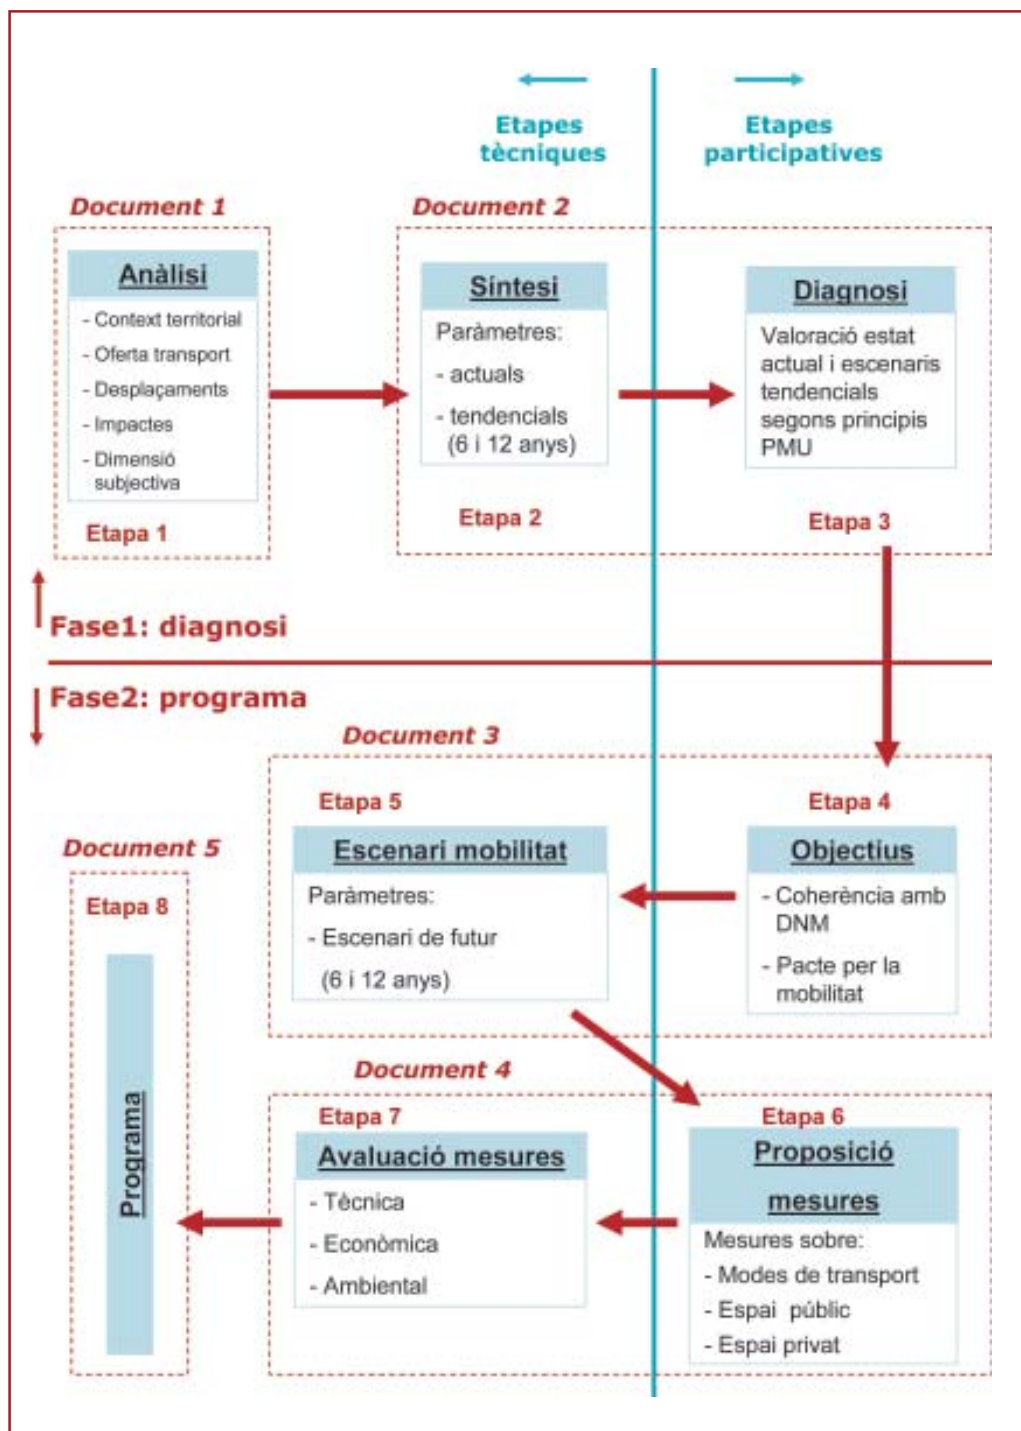 Etapes
tècniques
Etapes
participatives
Document 1
Anàlisi
- Context territorial
- Oferta transport
- Desplaçaments
- Impactes
- Dimensió
subjectiva
Etapa 1
Document 2
Síntesi
Paràmetres:
- actuals
- tendencials
(6 i 12 anys)
Etapa 2
Diagnosi
Valoració estat
actual i escenaris
tendencials
segons principis
PMU
Etapa 3
Fase1: diagnosi
Fase2: programa
Document 3
Etapa 4
Objectius
- Coherència amb
DNM
- Pacte per la
mobilitat
Etapa 5
Escenari mobilitat
Paràmetres:
- Escenari de futur
(6 i 12 anys)
Document 4
Etapa 6
Proposició
mesures
Mesures sobre:
- Modes de transport
- Espai públic
- Espai privat
Etapa 7
Avaluació mesures
- Tècnica
- Econòmica
- Ambiental
Document 5
Etapa 8
Programa